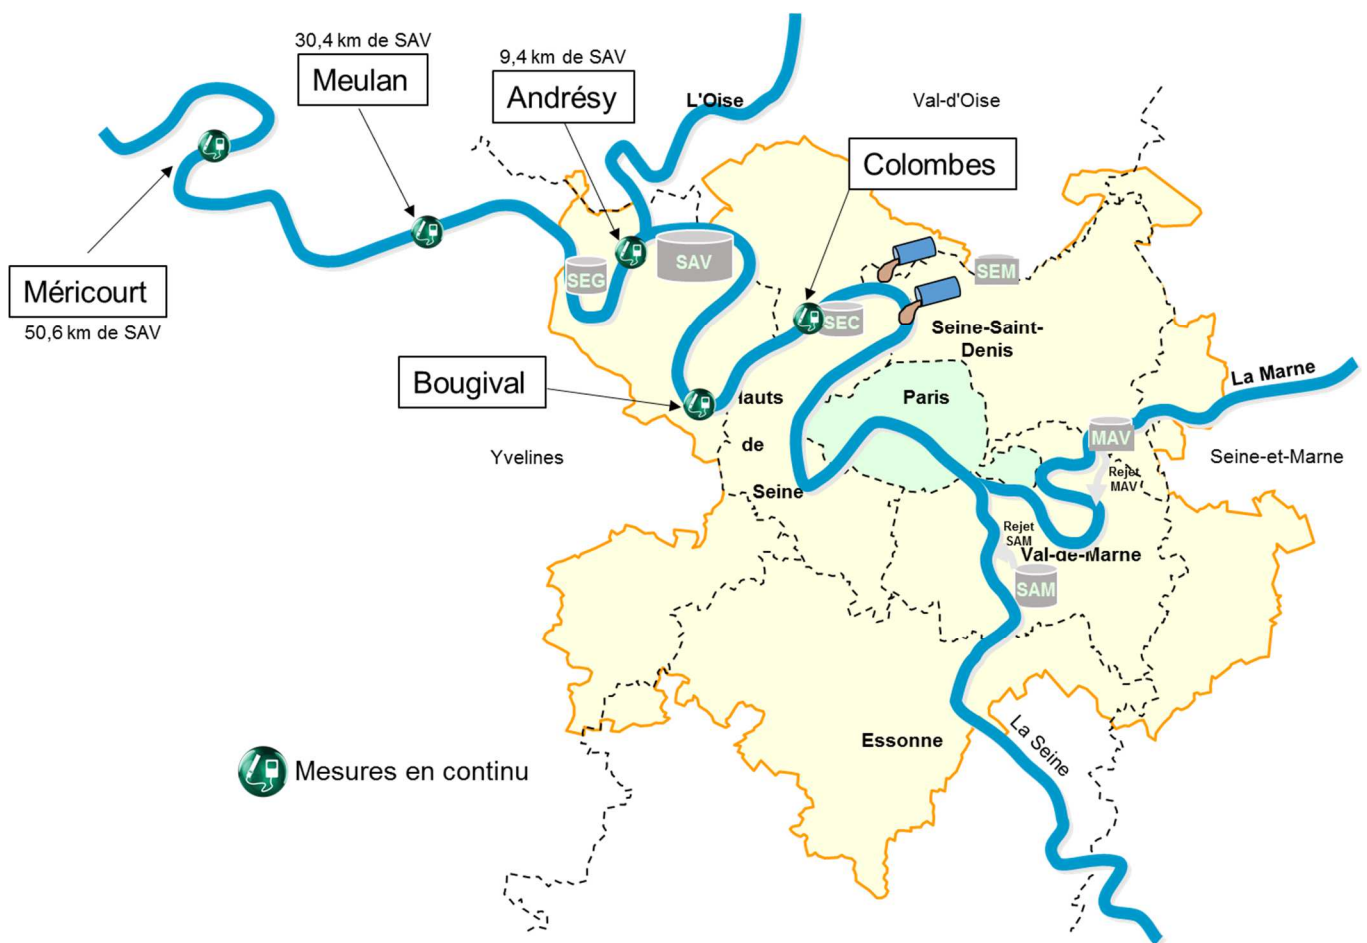 30,4 km de SAV
Meulan
9,4 km de SAV
Andrésy
L'Oise
Val-d'Oise
Colombes
Méricourt
50,6 km de SAV
SEG
SAV
SEM
SEC
Seine-Saint-
Denis
Bougival
Hauts
de
Seine
Paris
La Marne
MAV
Rejet
MAV
Yvelines
Seine-et-Marne
Rejet
SAM
Val-de-Marne
SAM
Essonne
La Seine
Mesures en continu